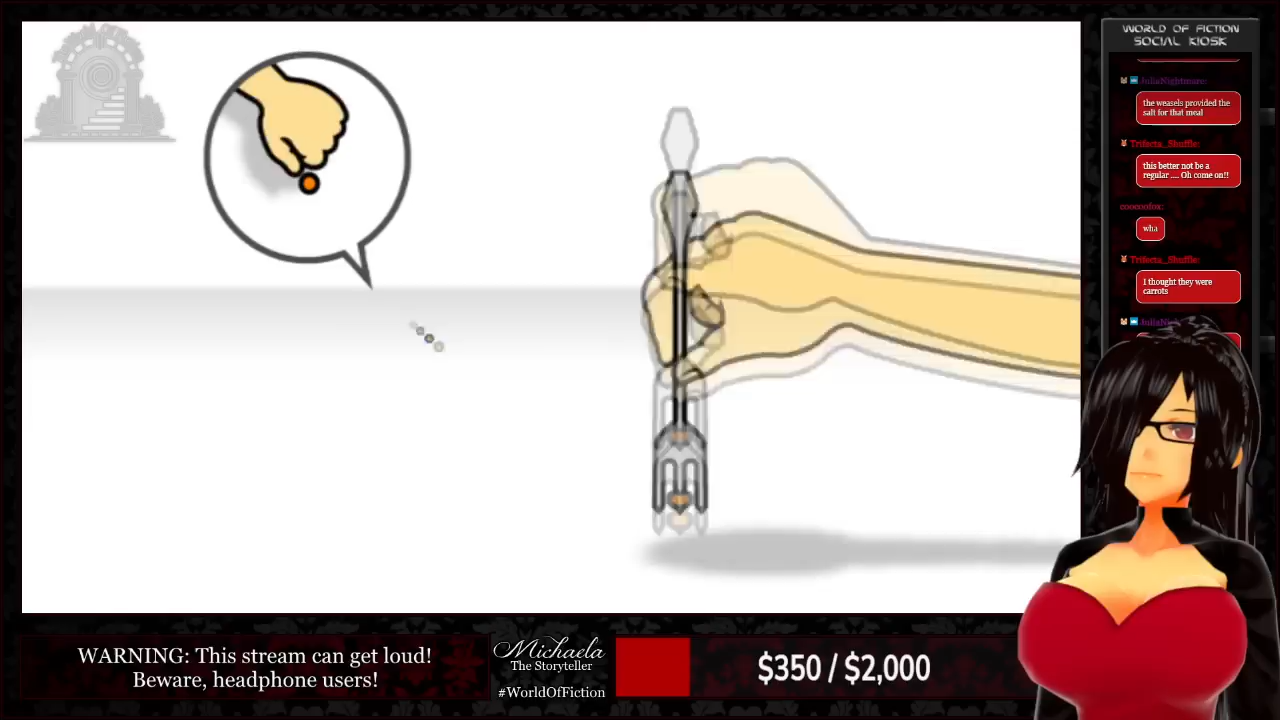 WORLD OF FICTION
SOCIAL KIOSK
JuliaNightmare:
the weasels provided the
salt for that meal
Trifecta_Shuffle:
this better not be a
regular .... Oh come on!!
wha
Trifecta_Shuffle:
I thought they were
carrots
JuliaNi
WARNING: This stream can get loud!
Beware, headphone users!
Michaela
The Storyteller
#WorldOfFiction
$350 / $2,000